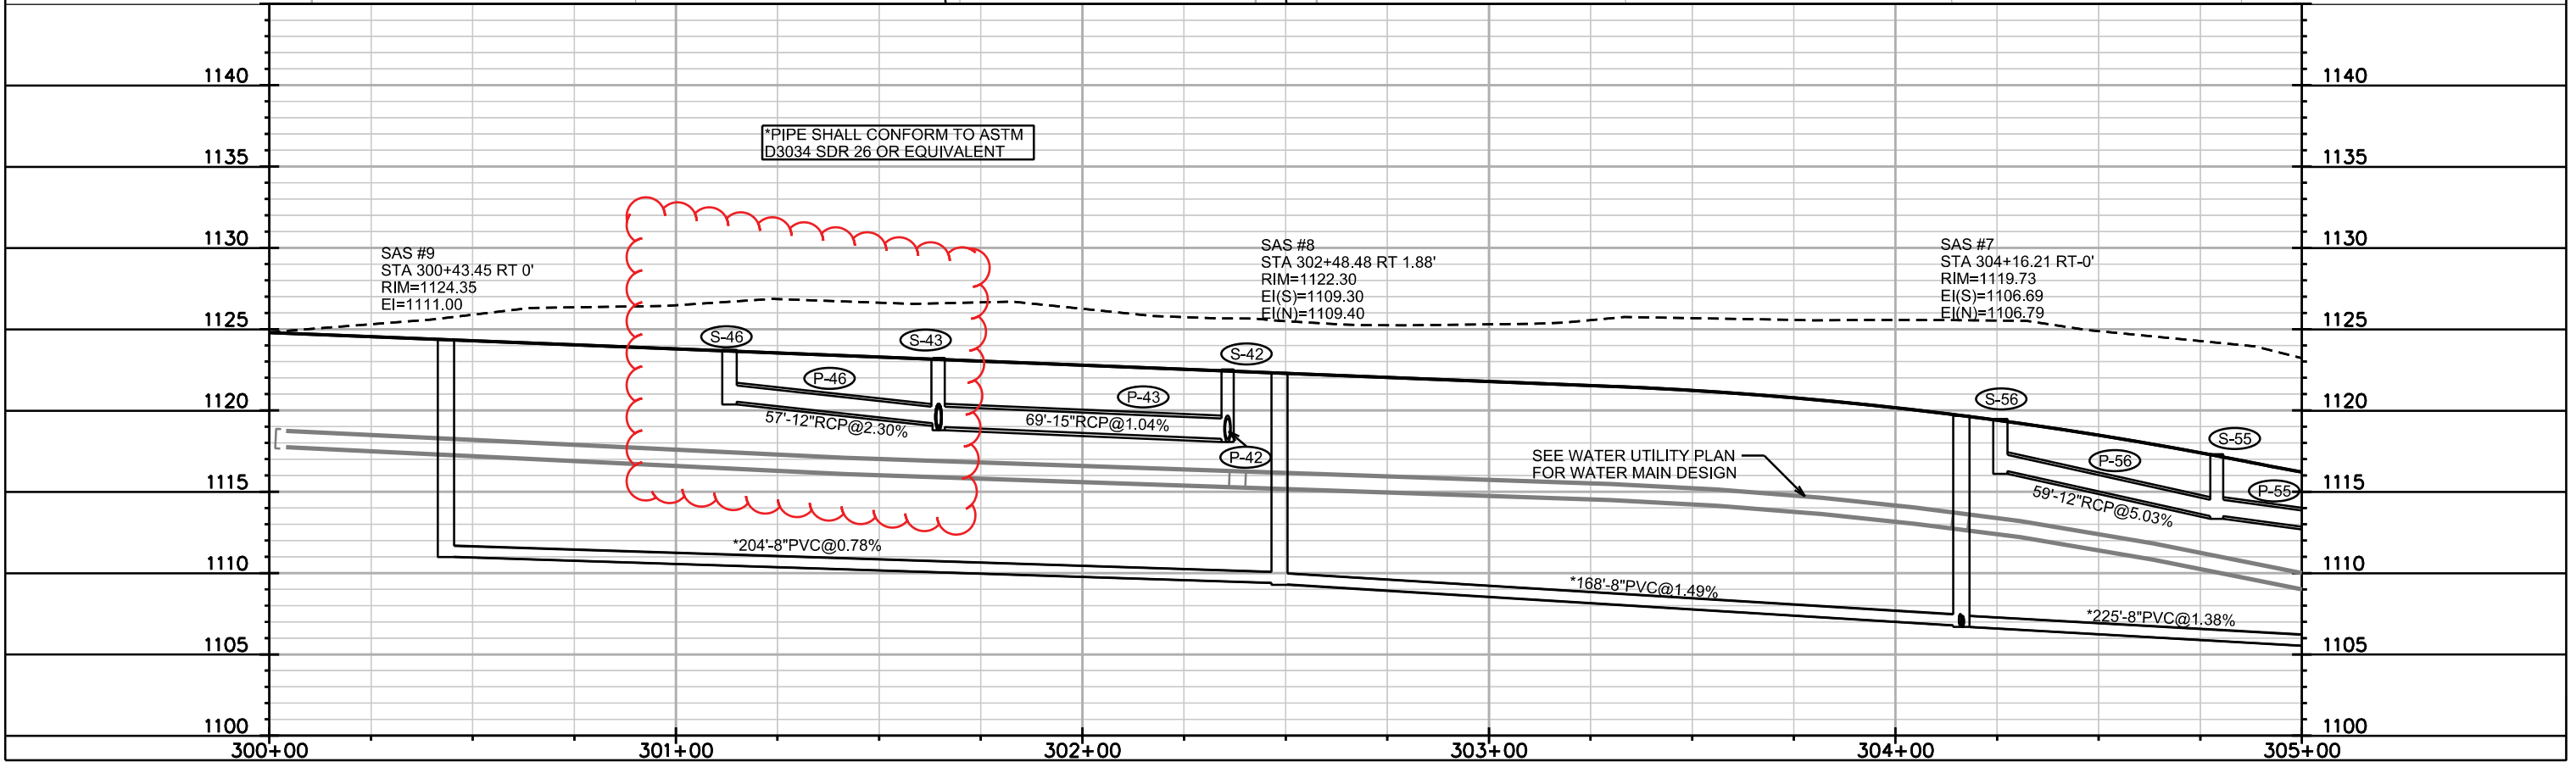 1140
1140
*PIPE SHALL CONFORM TO ASTM
D3034 SDR 26 OR EQUIVALENT
1135
1135
1130
1130
SAS #9
STA 300+43.45 RT 0'
RIM=1124.35
EI=1111.00
SAS #8
STA 302+48.48 RT 1.88'
RIM=1122.30
EI(S)=1109.30
EI(N)=1109.40
SAS #7
STA 304+16.21 RT-0'
RIM=1119.73
EI(S)=1106.69
EI(N)=1106.79
1125
1125
S-46
S-43
S-42
P-46
P-43
S-56
1120
1120
57'-12"RCP@2.30%
69'-15"RCP@1.04%
P-42
S-55
SEE WATER UTILITY PLAN
FOR WATER MAIN DESIGN
P-56
1115
59'-12"RCP@5.03%
P-55
1115
*204'-8"PVC@0.78%
1110
1110
*168'-8"PVC@1.49%
*225'-8"PVC@1.38%
1105
1105
1100
1100
300+00
301+00
302+00
303+00
304+00
305+00